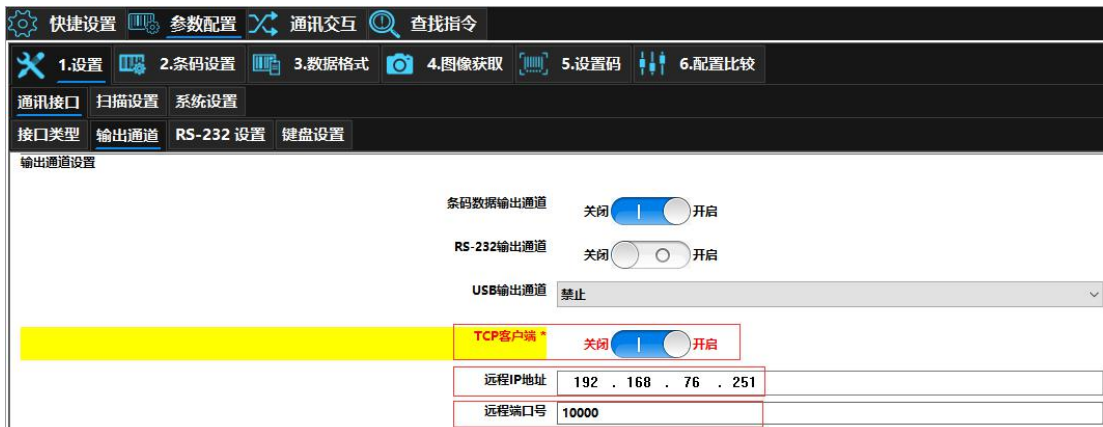 快捷设置 参数配置 通讯交互 查找指令
1.设置 2.条码设置 3.数据格式 4.图像获取 5.设置码 6.配置比较
通讯接口 扫描设置 系统设置
接口类型 输出通道 RS-232 设置 键盘设置
输出通道设置
条码数据输出通道 关闭 开启
RS-232输出通道 关闭 开启
USB输出通道 禁止
TCP客户端 * 关闭 开启
远程IP地址 192 . 168 . 76 . 251
远程端口号 10000